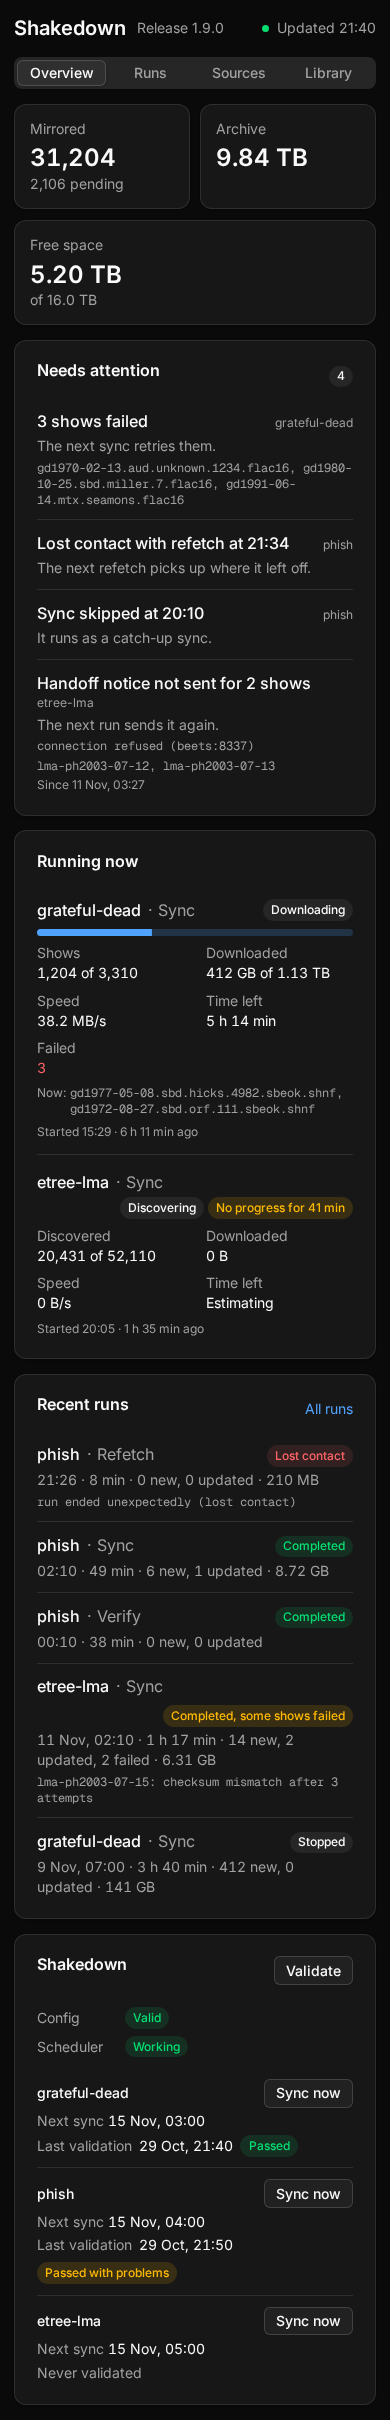 Shakedown Release 1.9.0 Updated 21:40
Overview Runs Sources Library
Mirrored
31,204
2,106 pending
Archive
9.84 TB
Free space
5.20 TB
of 16.0 TB
Needs attention 4
3 shows failed grateful-dead
The next sync retries them.
gd1970-02-13.aud.unknown.1234.flac16, gd1980-
10-25.sbd.miller.7.flac16, gd1991-06-
14.mtx.seamons.flac16
Lost contact with refetch at 21:34 phish
The next refetch picks up where it left off.
Sync skipped at 20:10 phish
It runs as a catch-up sync.
Handoff notice not sent for 2 shows
etree-lma
The next run sends it again.
connection refused (beets:8337)
lma-ph2003-07-12, lma-ph2003-07-13
Since 11 Nov, 03:27
Running now
grateful-dead · Sync Downloading
Shows Downloaded
1,204 of 3,310 412 GB of 1.13 TB
Speed Time left
38.2 MB/s 5 h 14 min
Failed
3
Now: gd1977-05-08.sbd.hicks.4982.sbeok.shnf,
gd1972-08-27.sbd.orf.111.sbeok.shnf
Started 15:29 · 6 h 11 min ago
etree-lma · Sync
Discovering No progress for 41 min
Discovered Downloaded
20,431 of 52,110 0 B
Speed Time left
0 B/s Estimating
Started 20:05 · 1 h 35 min ago
Recent runs All runs
phish · Refetch Lost contact
21:26 · 8 min · 0 new, 0 updated · 210 MB
run ended unexpectedly (lost contact)
phish · Sync Completed
02:10 · 49 min · 6 new, 1 updated · 8.72 GB
phish · Verify Completed
00:10 · 38 min · 0 new, 0 updated
etree-lma · Sync
Completed, some shows failed
11 Nov, 02:10 · 1 h 17 min · 14 new, 2
updated, 2 failed · 6.31 GB
lma-ph2003-07-15: checksum mismatch after 3
attempts
grateful-dead · Sync Stopped
9 Nov, 07:00 · 3 h 40 min · 412 new, 0
updated · 141 GB
Shakedown Validate
Config Valid
Scheduler Working
grateful-dead Sync now
Next sync 15 Nov, 03:00
Last validation 29 Oct, 21:40 Passed
phish Sync now
Next sync 15 Nov, 04:00
Last validation 29 Oct, 21:50
Passed with problems
etree-lma Sync now
Next sync 15 Nov, 05:00
Never validated